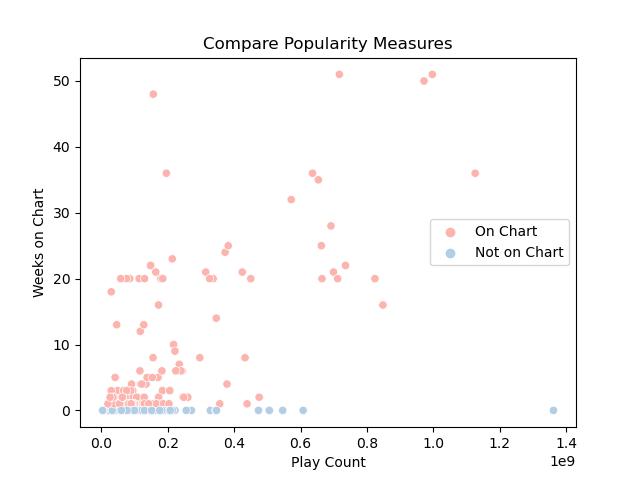 Compare Popularity Measures
Weeks on Chart
50
40
30
20
10
0
On Chart
Not on Chart
0.0 0.2 0.4 0.6 0.8 1.0 1.2 1.4
1e9
Play Count